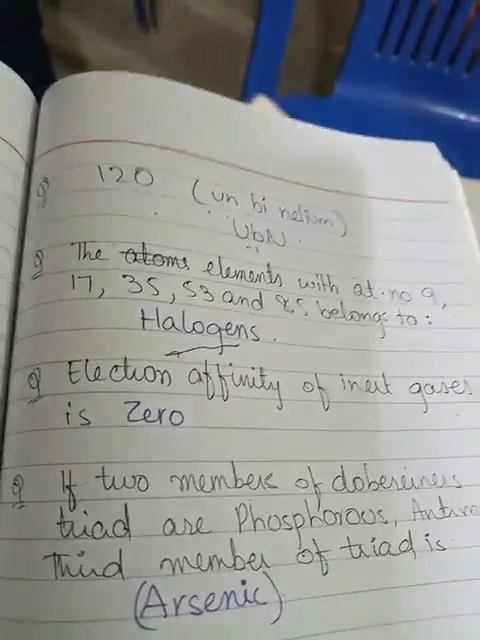 Q 120 (un bi nelium)
UbN.
Q The atoms elements with at. no 9,
17, 35, 53 and 85 belongs to:
Halogens.
Q Election affinity of inert gases
is Zero
Q If two members of dobereiners
triad are Phosphorous, Antim
Third member of triad is
(Arsenic)